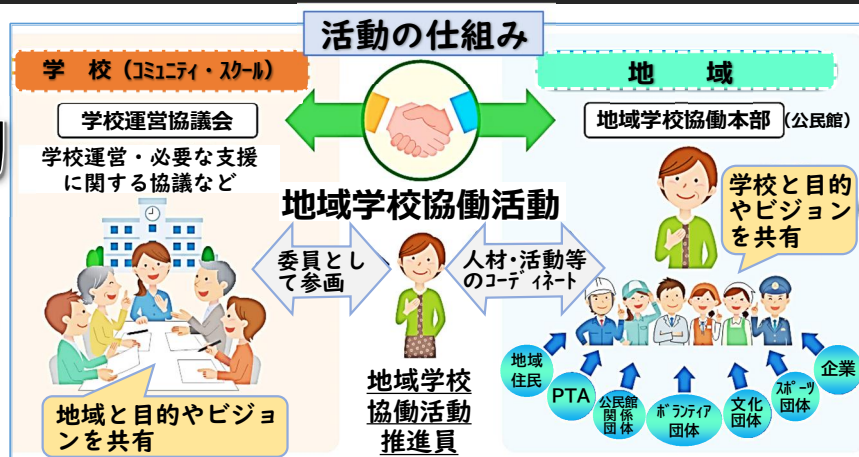 活動の仕組み
学 校（コミュニティ・スクール）
学校運営協議会
学校運営・必要な支援
に関する協議など
地域と目的やビジョ
ンを共有
地域学校協働活動
委員とし
て参画
人材・活動等
のコーディネート
地域学校
協働活動
推進員
地 域
地域学校協働本部（公民館）
学校と目的
やビジョン
を共有
地域
住民
PTA
公民館
関係
団体
ボランティア
団体
文化
団体
スポーツ
団体
企業